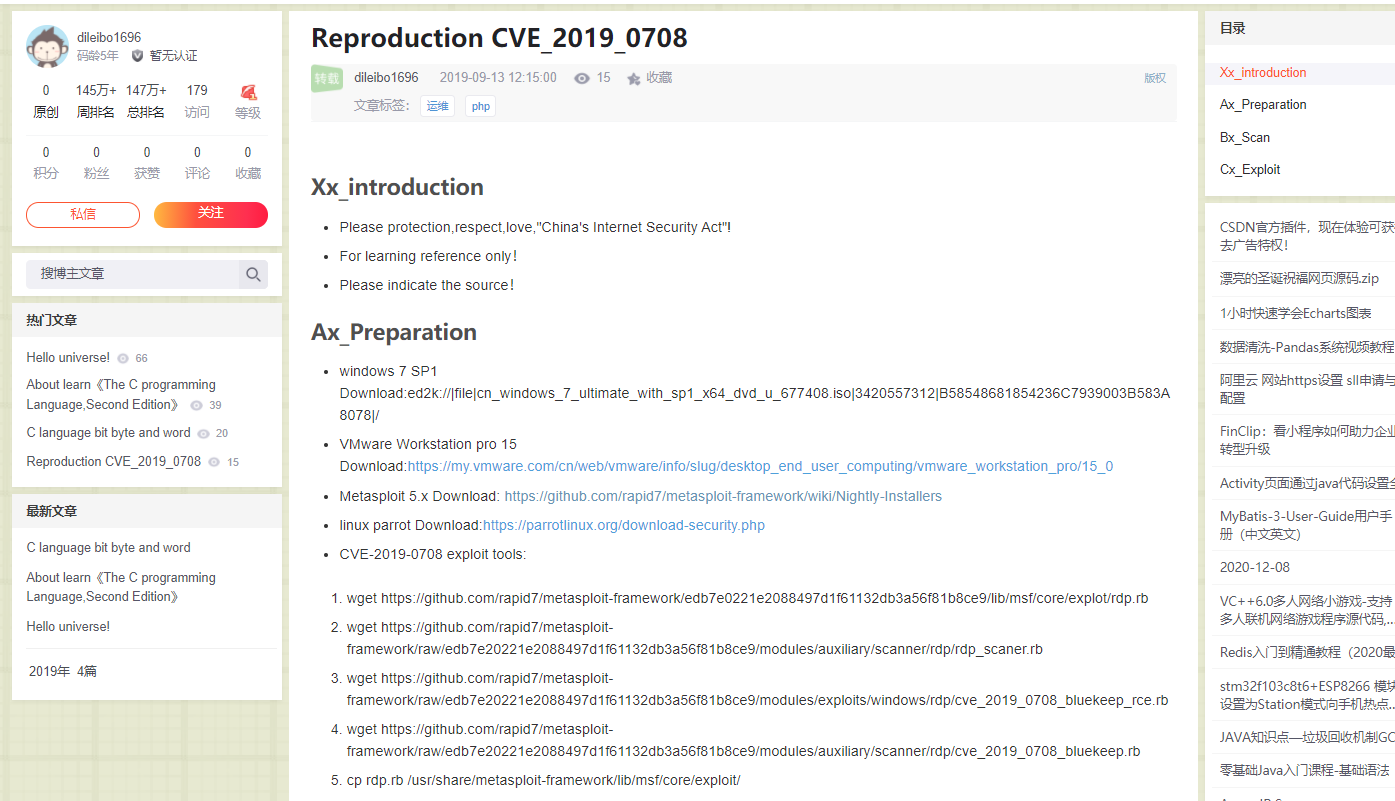 dileibo1696
码龄5年 暂无认证
0 145万+ 147万+ 179
原创 周排名 总排名 访问 等级
0 0 0 0 0
积分 粉丝 获赞 评论 收藏
私信 关注
搜博主文章
热门文章
Hello universe! 66
About learn《The C programming
Language,Second Edition》 39
C language bit byte and word 20
Reproduction CVE_2019_0708 15
最新文章
C language bit byte and word
About learn《The C programming
Language,Second Edition》
Hello universe!
2019年 4篇
Reproduction CVE_2019_0708
转载 dileibo1696 2019-09-13 12:15:00 15 收藏 版权
文章标签： 运维 php
Xx_introduction
Please protection,respect,love,"China's Internet Security Act"!
For learning reference only！
Please indicate the source！
Ax_Preparation
windows 7 SP1
Download:ed2k://|file|cn_windows_7_ultimate_with_sp1_x64_dvd_u_677408.iso|3420557312|B58548681854236C7939003B583A
8078|/
VMware Workstation pro 15
Download:https://my.vmware.com/cn/web/vmware/info/slug/desktop_end_user_computing/vmware_workstation_pro/15_0
Metasploit 5.x Download: https://github.com/rapid7/metasploit-framework/wiki/Nightly-Installers
linux parrot Download:https://parrotlinux.org/download-security.php
CVE-2019-0708 exploit tools:
1. wget https://github.com/rapid7/metasploit-framework/edb7e0221e2088497d1f61132db3a56f81b8ce9/lib/msf/core/explot/rdp.rb
2. wget https://github.com/rapid7/metasploit-
framework/raw/edb7e20221e2088497d1f61132db3a56f81b8ce9/modules/auxiliary/scanner/rdp/rdp_scaner.rb
3. wget https://github.com/rapid7/metasploit-
framework/raw/edb7e20221e2088497d1f61132db3a56f81b8ce9/modules/exploits/windows/rdp/cve_2019_0708_bluekeep_rce.rb
4. wget https://github.com/rapid7/metasploit-
framework/raw/edb7e20221e2088497d1f61132db3a56f81b8ce9/modules/auxiliary/scanner/rdp/cve_2019_0708_bluekeep.rb
5. cp rdp.rb /usr/share/metasploit-framework/lib/msf/core/exploit/
目录
Xx_introduction
Ax_Preparation
Bx_Scan
Cx_Exploit
CSDN官方插件，现在体验可获
去广告特权！
漂亮的圣诞祝福网页源码.zip
1小时快速学会Echarts图表
数据清洗-Pandas系统视频教程
阿里云 网站https设置 sll申请与
配置
FinClip：看小程序如何助力企业
转型升级
Activity页面通过java代码设置全
MyBatis-3-User-Guide用户手
册（中文英文）
2020-12-08
VC++6.0多人网络小游戏-支持
多人联机网络游戏程序源代码,...
Redis入门到精通教程（2020最
stm32f103c8t6+ESP8266 模块
设置为Station模式向手机热点...
JAVA知识点—垃圾回收机制GC
零基础Java入门课程-基础语法